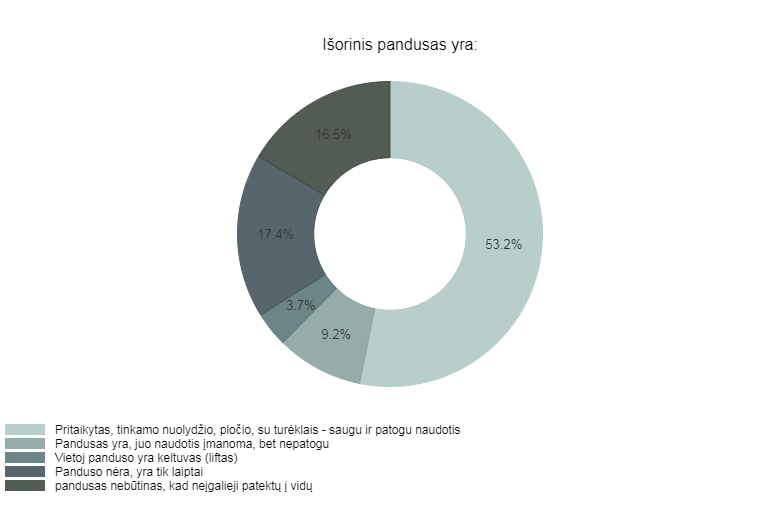 Išorinis pandusas yra:
16.5%
53.2%
17.4%
3.7%
9.2%
Pritaikytas, tinkamo nuolydžio, pločio, su turėklais - saugu ir patogu naudotis
Pandusas yra, juo naudotis įmanoma, bet nepatogu
Vietoj panduso yra keltuvas (liftas)
Panduso nėra, yra tik laiptai
pandusas nebūtinas, kad neįgalieji patektų į vidų